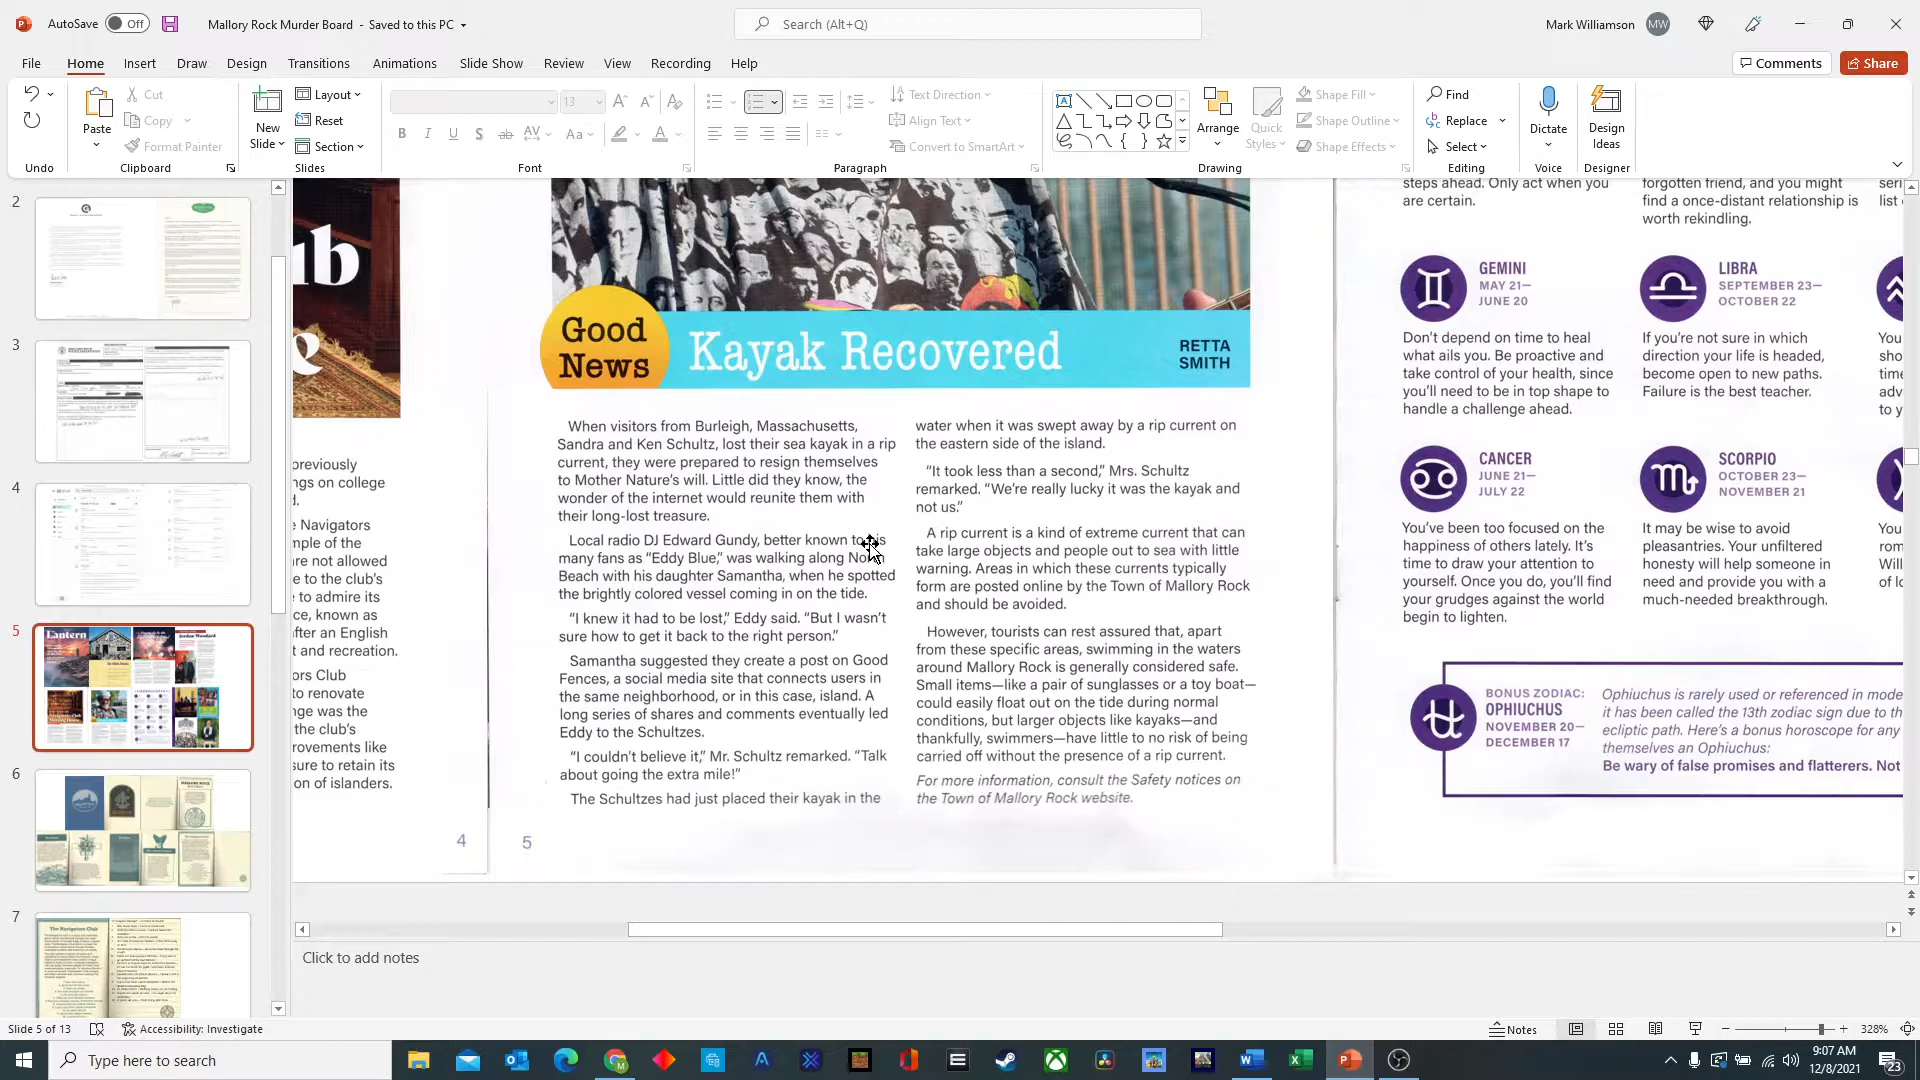 AutoSave
Off
Mallory Rock Murder Board - Saved to this PC
Search (Alt+Q)
Mark Williamson
MW
File
Home
Insert
Draw
Design
Transitions
Animations
Slide Show
Review
View
Recording
Help
Comments
Share
Undo
Paste
Cut
Copy
Format Painter
Clipboard
New
Slide
Layout
Reset
Section
Slides
13
Font
Text Direction
Align Text
Convert to SmartArt
Paragraph
Arrange
Quick
Styles
Shape Fill
Shape Outline
Shape Effects
Drawing
Find
Replace
Select
Editing
Dictate
Voice
Design
Ideas
Designer
2
3
4
5
6
7
Lantern
Jordan Woodard
The Navigators Club
previously
ngs on college
d.
e Navigators
mple of the
are not allowed
e to the club's
to admire its
ce, known as
after an English
t and recreation.
ors Club
to renovate
nge was the
the club's
rovements like
sure to retain its
on of islanders.
4
Good
News
Kayak Recovered
RETTA
SMITH
When visitors from Burleigh, Massachusetts,
Sandra and Ken Schultz, lost their sea kayak in a rip
current, they were prepared to resign themselves
to Mother Nature's will. Little did they know, the
wonder of the internet would reunite them with
their long-lost treasure.
Local radio DJ Edward Gundy, better known to his
many fans as "Eddy Blue," was walking along North
Beach with his daughter Samantha, when he spotted
the brightly colored vessel coming in on the tide.
"I knew it had to be lost," Eddy said. "But I wasn't
sure how to get it back to the right person."
Samantha suggested they create a post on Good
Fences, a social media site that connects users in
the same neighborhood, or in this case, island. A
long series of shares and comments eventually led
Eddy to the Schultzes.
"I couldn't believe it," Mr. Schultz remarked. "Talk
about going the extra mile!"
The Schultzes had just placed their kayak in the
5
water when it was swept away by a rip current on
the eastern side of the island.
"It took less than a second," Mrs. Schultz
remarked. "We're really lucky it was the kayak and
not us."
A rip current is a kind of extreme current that can
take large objects and people out to sea with little
warning. Areas in which these currents typically
form are posted online by the Town of Mallory Rock
and should be avoided.
However, tourists can rest assured that, apart
from these specific areas, swimming in the waters
around Mallory Rock is generally considered safe.
Small items—like a pair of sunglasses or a toy boat—
could easily float out on the tide during normal
conditions, but larger objects like kayaks—and
thankfully, swimmers—have little to no risk of being
carried off without the presence of a rip current.
For more information, consult the Safety notices on
the Town of Mallory Rock website.
steps ahead. Only act when you
are certain.
GEMINI
MAY 21—
JUNE 20
Don't depend on time to heal
what ails you. Be proactive and
take control of your health, since
you'll need to be in top shape to
handle a challenge ahead.
CANCER
JUNE 21—
JULY 22
You've been too focused on the
happiness of others lately. It's
time to draw your attention to
yourself. Once you do, you'll find
your grudges against the world
begin to lighten.
forgotten friend, and you might
find a once-distant relationship is
worth rekindling.
LIBRA
SEPTEMBER 23—
OCTOBER 22
If you're not sure in which
direction your life is headed,
become open to new paths.
Failure is the best teacher.
SCORPIO
OCTOBER 23—
NOVEMBER 21
It may be wise to avoid
pleasantries. Your unfiltered
honesty will help someone in
need and provide you with a
much-needed breakthrough.
seri
list
You
sho
time
adv
to y
You
rom
Will
of lo
BONUS ZODIAC:
OPHIUCHUS
NOVEMBER 20—
DECEMBER 17
Ophiuchus is rarely used or referenced in mode
it has been called the 13th zodiac sign due to th
ecliptic path. Here's a bonus horoscope for any
themselves an Ophiuchus:
Be wary of false promises and flatterers. Not
Click to add notes
Slide 5 of 13
Accessibility: Investigate
Notes
328%
Type here to search
9:07 AM
12/8/2021
23